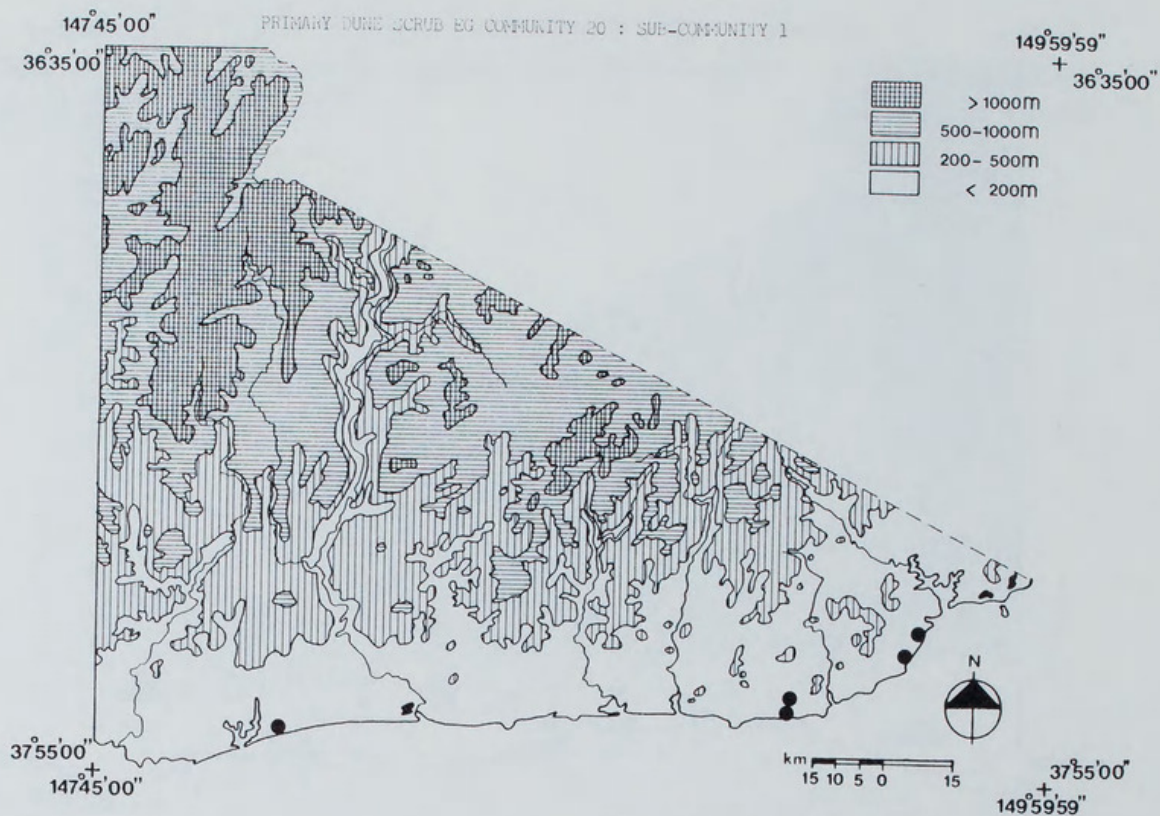 PRIMARY DUNE SCRUB EG COMMUNITY 20 : SUB-COMMUNITY 1
147°45'00"
36°35'00"
149°59'59"
+ 36°35'00"
>1000m
500-1000m
200-500m
< 200m
N
km
15 10 5 0 15
37°55'00"
+
147°45'00"
37°55'00"
+
149°59'59"